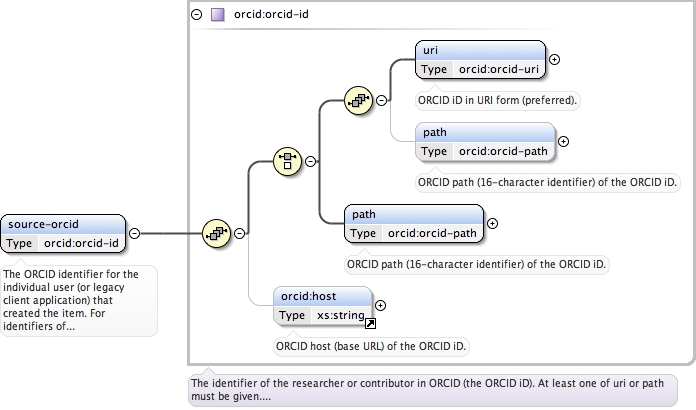 orcid:orcid-id
uri
Type orcid:orcid-uri
ORCID iD in URI form (preferred).
path
Type orcid:orcid-path
ORCID path (16-character identifier) of the ORCID iD.
path
Type orcid:orcid-path
ORCID path (16-character identifier) of the ORCID iD.
source-orcid
Type orcid:orcid-id
The ORCID identifier for the
individual user (or legacy
client application) that
created the item. For
identifiers of...
orcid:host
Type xs:string
ORCID host (base URL) of the ORCID iD.
The identifier of the researcher or contributor in ORCID (the ORCID iD). At least one of uri or path
must be given....